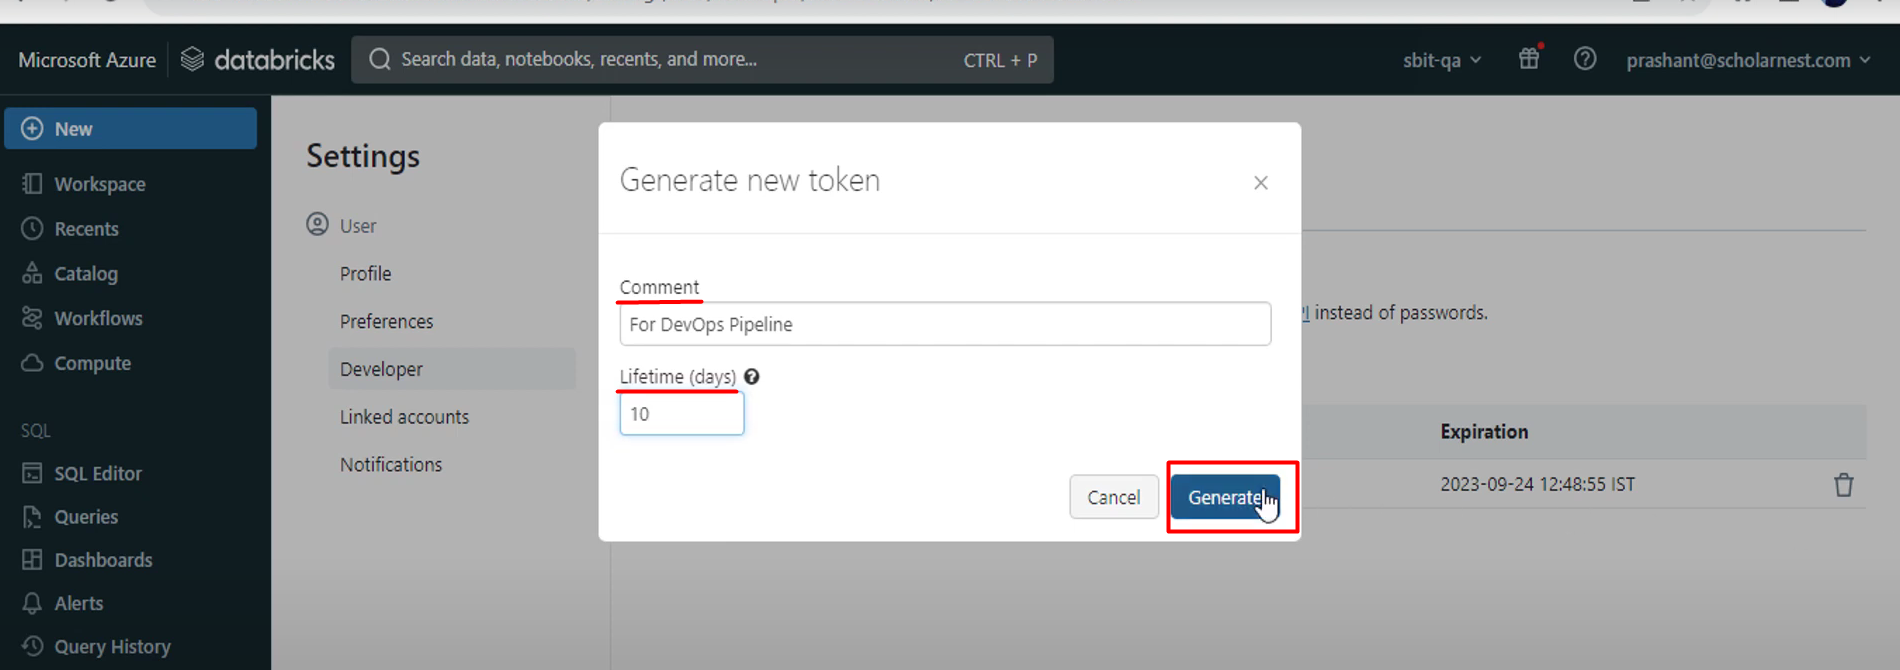 Microsoft Azure
databricks
Search data, notebooks, recents, and more...
CTRL + P
sbit-qa
prashant@scholarnest.com
New
Workspace
Recents
Catalog
Workflows
Compute
SQL
SQL Editor
Queries
Dashboards
Alerts
Query History
Settings
User
Profile
Preferences
Developer
Linked accounts
Notifications
Generate new token
Comment
For DevOps Pipeline
Lifetime (days)
10
Cancel
Generate
instead of passwords.
Expiration
2023-09-24 12:48:55 IST